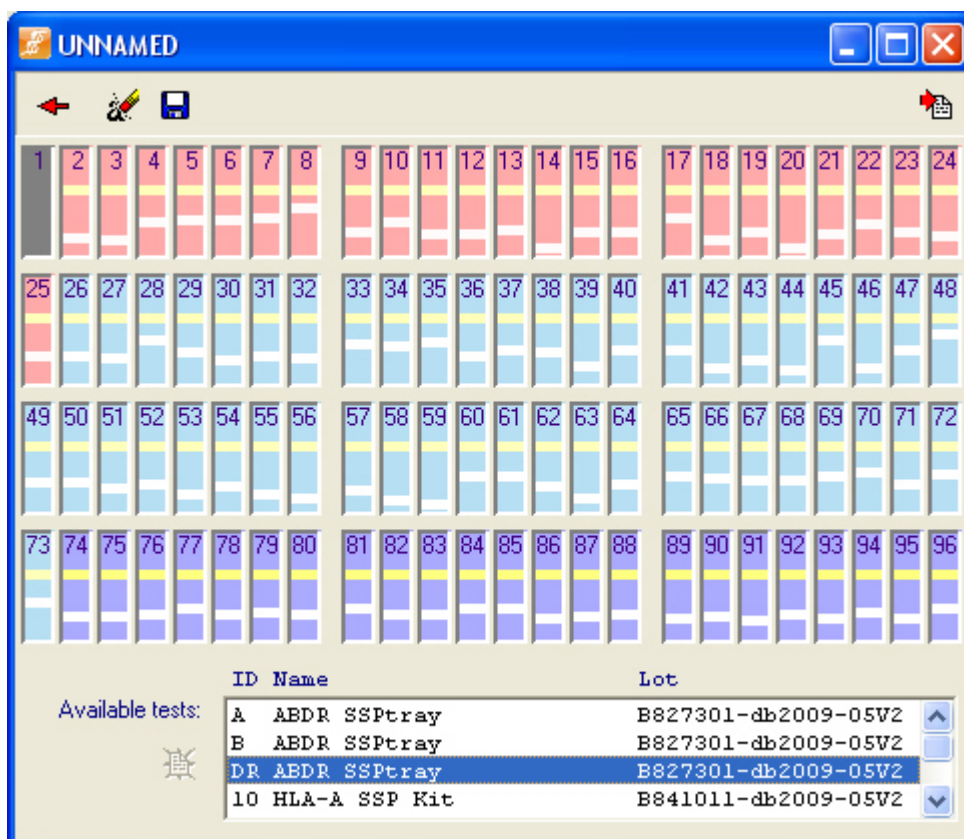 UNNAMED
1 2 3 4 5 6 7 8 9 10 11 12 13 14 15 16 17 18 19 20 21 22 23 24
25 26 27 28 29 30 31 32 33 34 35 36 37 38 39 40 41 42 43 44 45 46 47 48
49 50 51 52 53 54 55 56 57 58 59 60 61 62 63 64 65 66 67 68 69 70 71 72
73 74 75 76 77 78 79 80 81 82 83 84 85 86 87 88 89 90 91 92 93 94 95 96
ID Name Lot
Available tests:
A ABDR SSPtray B827301-db2009-05V2
B ABDR SSPtray B827301-db2009-05V2
DR ABDR SSPtray B827301-db2009-05V2
10 HLA-A SSP Kit B841011-db2009-05V2